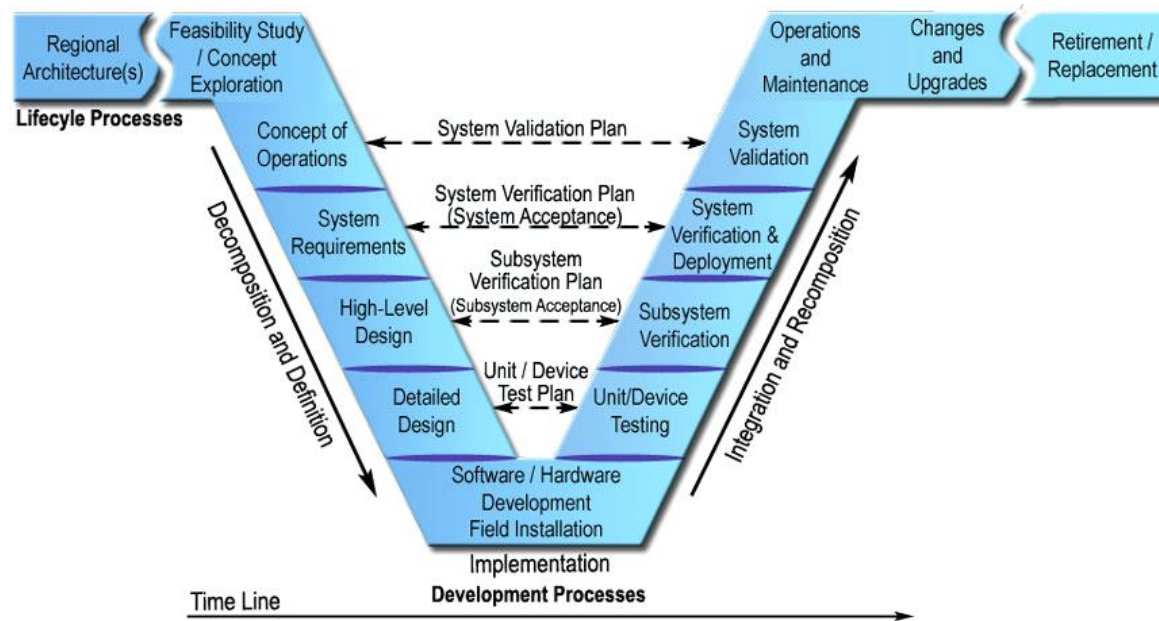 Regional
Architecture(s)
Feasibility Study
/ Concept
Exploration
Operations
and
Maintenance
Changes
and
Upgrades
Retirement /
Replacement
Lifecyle Processes
Concept of
Operations
System Validation Plan
System
Validation
System
Requirements
System Verification Plan
(System Acceptance)
System
Verification &
Deployment
High-Level
Design
Subsystem
Verification Plan
(Subsystem Acceptance)
Subsystem
Verification
Detailed
Design
Unit / Device
Test Plan
Unit/Device
Testing
Decomposition and Definition
Integration and Recomposition
Software / Hardware
Development
Field Installation
Implementation
Development Processes
Time Line